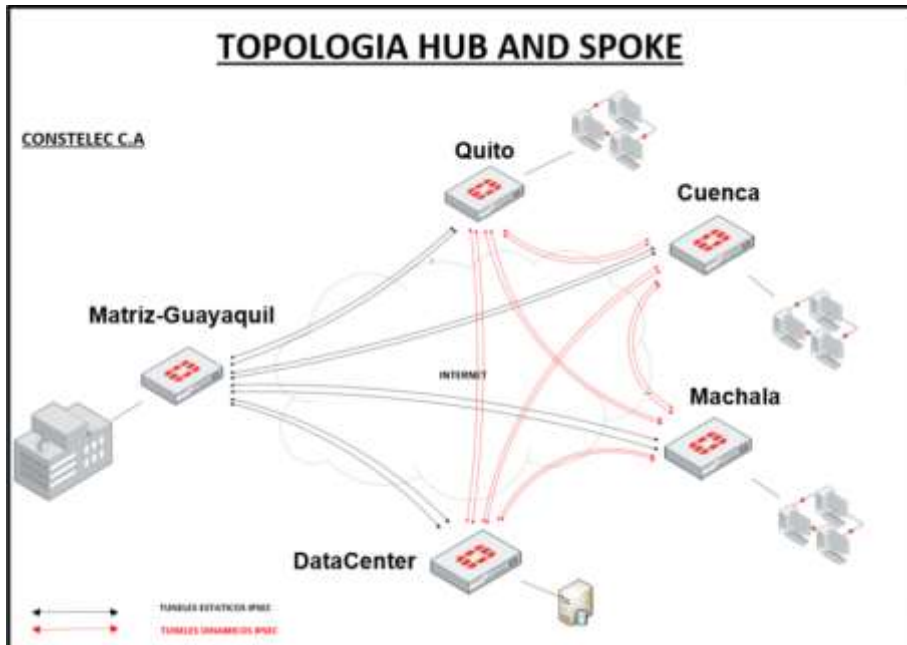 TOPOLOGIA HUB AND SPOKE
CONSTELEC C.A
Quito
Cuenca
Matriz-Guayaquil
INTERNET
Machala
DataCenter
TUNELES ESTATICOS IPSEC
TUNELES DINAMICOS IPSEC